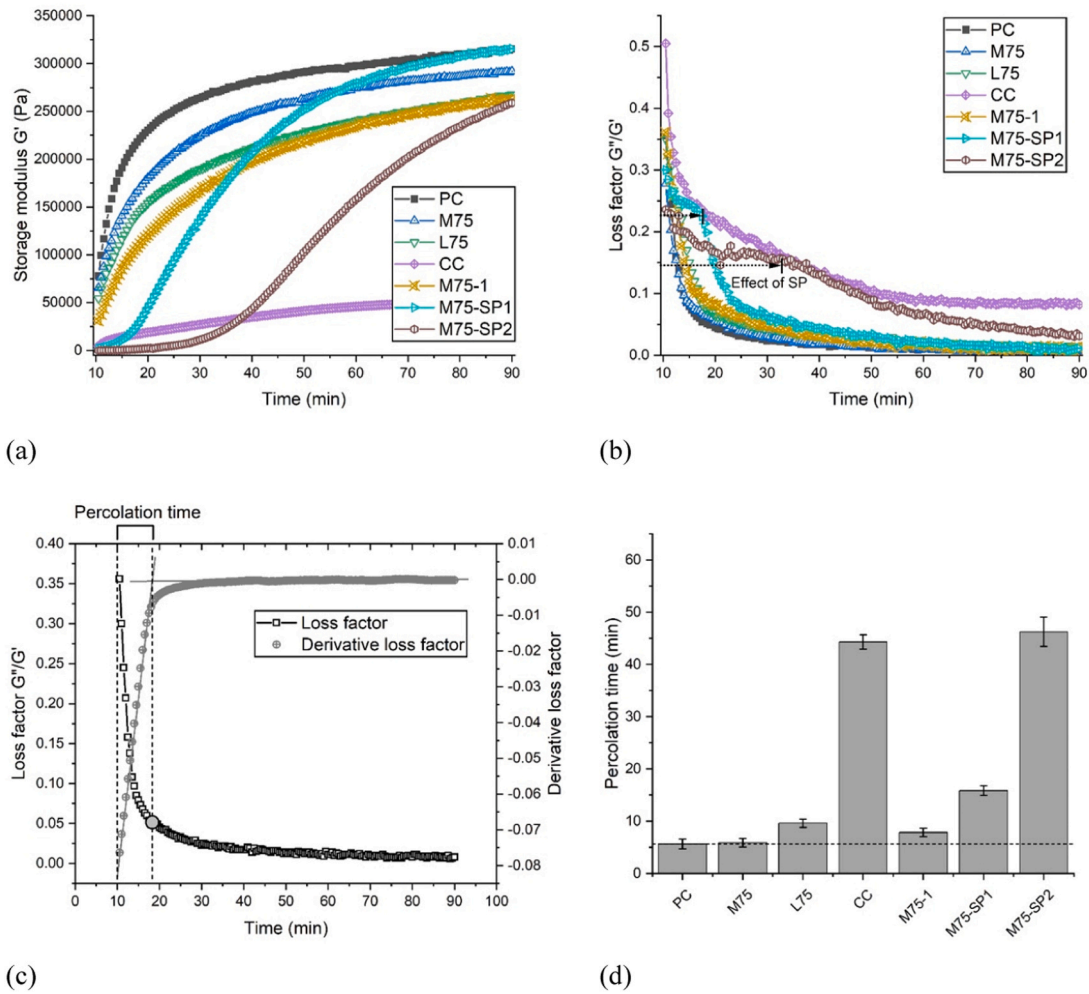 350000
300000
250000
200000
150000
100000
50000
0
Storage modulus G' (Pa)
PC
M75
L75
CC
M75-1
M75-SP1
M75-SP2
10 20 30 40 50 60 70 80 90
Time (min)
(a)
0.5
0.4
0.3
0.2
0.1
0.0
Loss factor G''/G'
PC
M75
L75
CC
M75-1
M75-SP1
M75-SP2
Effect of SP
10 20 30 40 50 60 70 80 90
Time (min)
(b)
Percolation time
0.40
0.35
0.30
0.25
0.20
0.15
0.10
0.05
0.00
Loss factor G''/G'
Loss factor
Derivative loss factor
0.01
0.00
-0.01
-0.02
-0.03
-0.04
-0.05
-0.06
-0.07
-0.08
Derivative loss factor
0 10 20 30 40 50 60 70 80 90 100
Time (min)
(c)
60
50
40
30
20
10
0
Percolation time (min)
PC M75 L75 CC M75-1 M75-SP1 M75-SP2
(d)